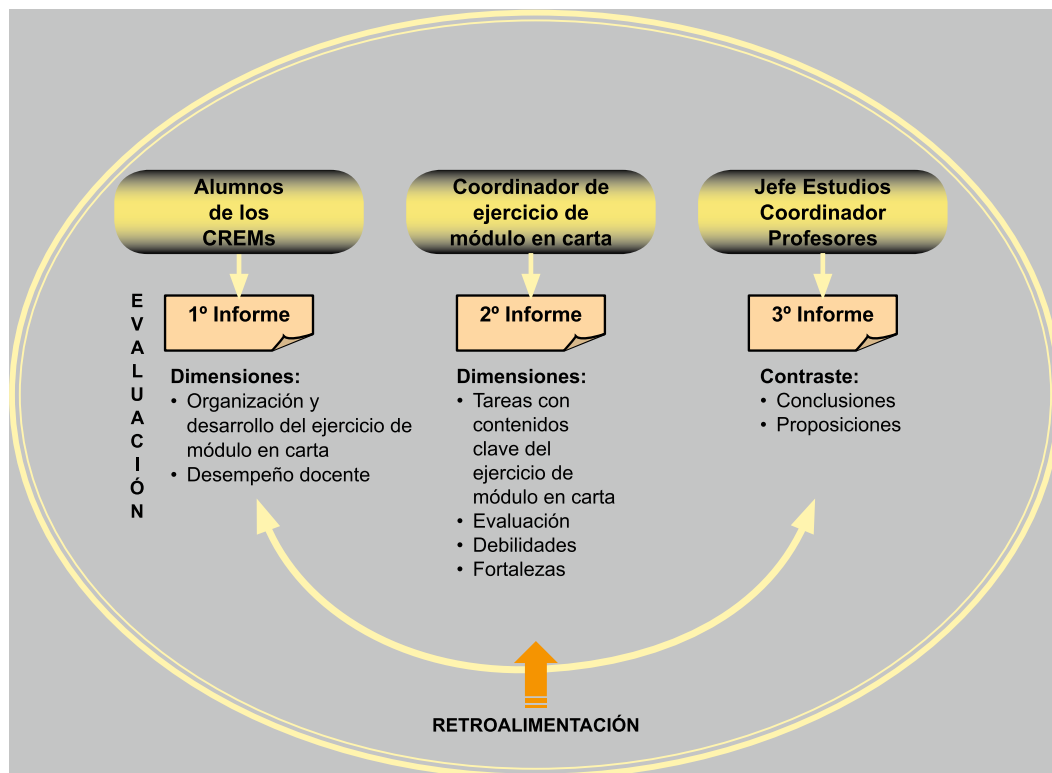 Alumnos
de los
CREMs
Coordinador de
ejercicio de
módulo en carta
Jefe Estudios
Coordinador
Profesores
EVALUACIÓN
1º Informe
2º Informe
3º Informe
Dimensiones:
• Organización y
desarrollo del ejercicio de
módulo en carta
• Desempeño docente
Dimensiones:
• Tareas con
contenidos
clave del
ejercicio de
módulo en carta
• Evaluación
• Debilidades
• Fortalezas
Contraste:
• Conclusiones
• Proposiciones
RETROALIMENTACIÓN